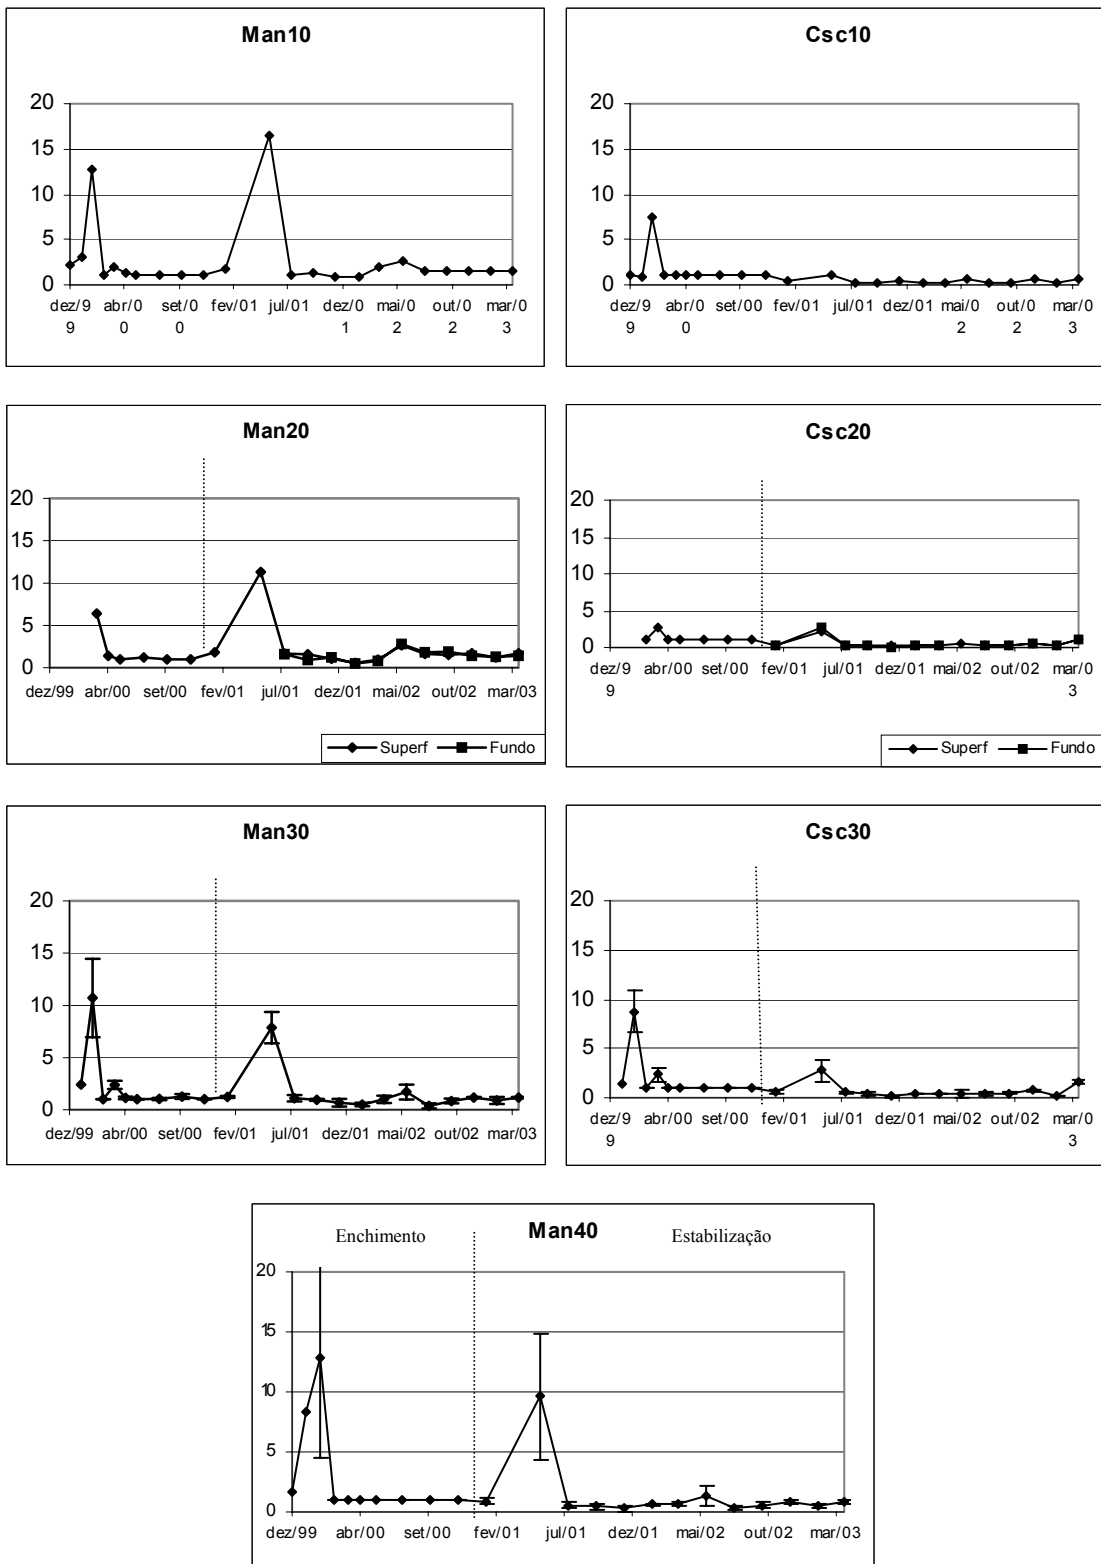 Man10
20
15
10
5
0
dez/9 abr/0 set/0 fev/01 jul/01 dez/0 mai/0 out/0 mar/0
9 0 0 1 2 2 3
Csc10
20
15
10
5
0
dez/9 abr/0 set/00 fev/01 jul/01 dez/01 mai/0 out/0 mar/0
9 0 2 2 3
Man20
20
15
10
5
0
dez/99 abr/00 set/00 fev/01 jul/01 dez/01 mai/02 out/02 mar/03
Superf Fundo
Csc20
20
15
10
5
0
dez/9 abr/00 set/00 fev/01 jul/01 dez/01 mai/02 out/02 mar/0
9 3
Superf Fundo
Man30
20
15
10
5
0
dez/99 abr/00 set/00 fev/01 jul/01 dez/01 mai/02 out/02 mar/03
Csc30
20
15
10
5
0
dez/9 abr/00 set/00 fev/01 jul/01 dez/01 mai/02 out/02 mar/0
9 3
Enchimento Man40 Estabilização
20
15
10
5
0
dez/99 abr/00 set/00 fev/01 jul/01 dez/01 mai/02 out/02 mar/03